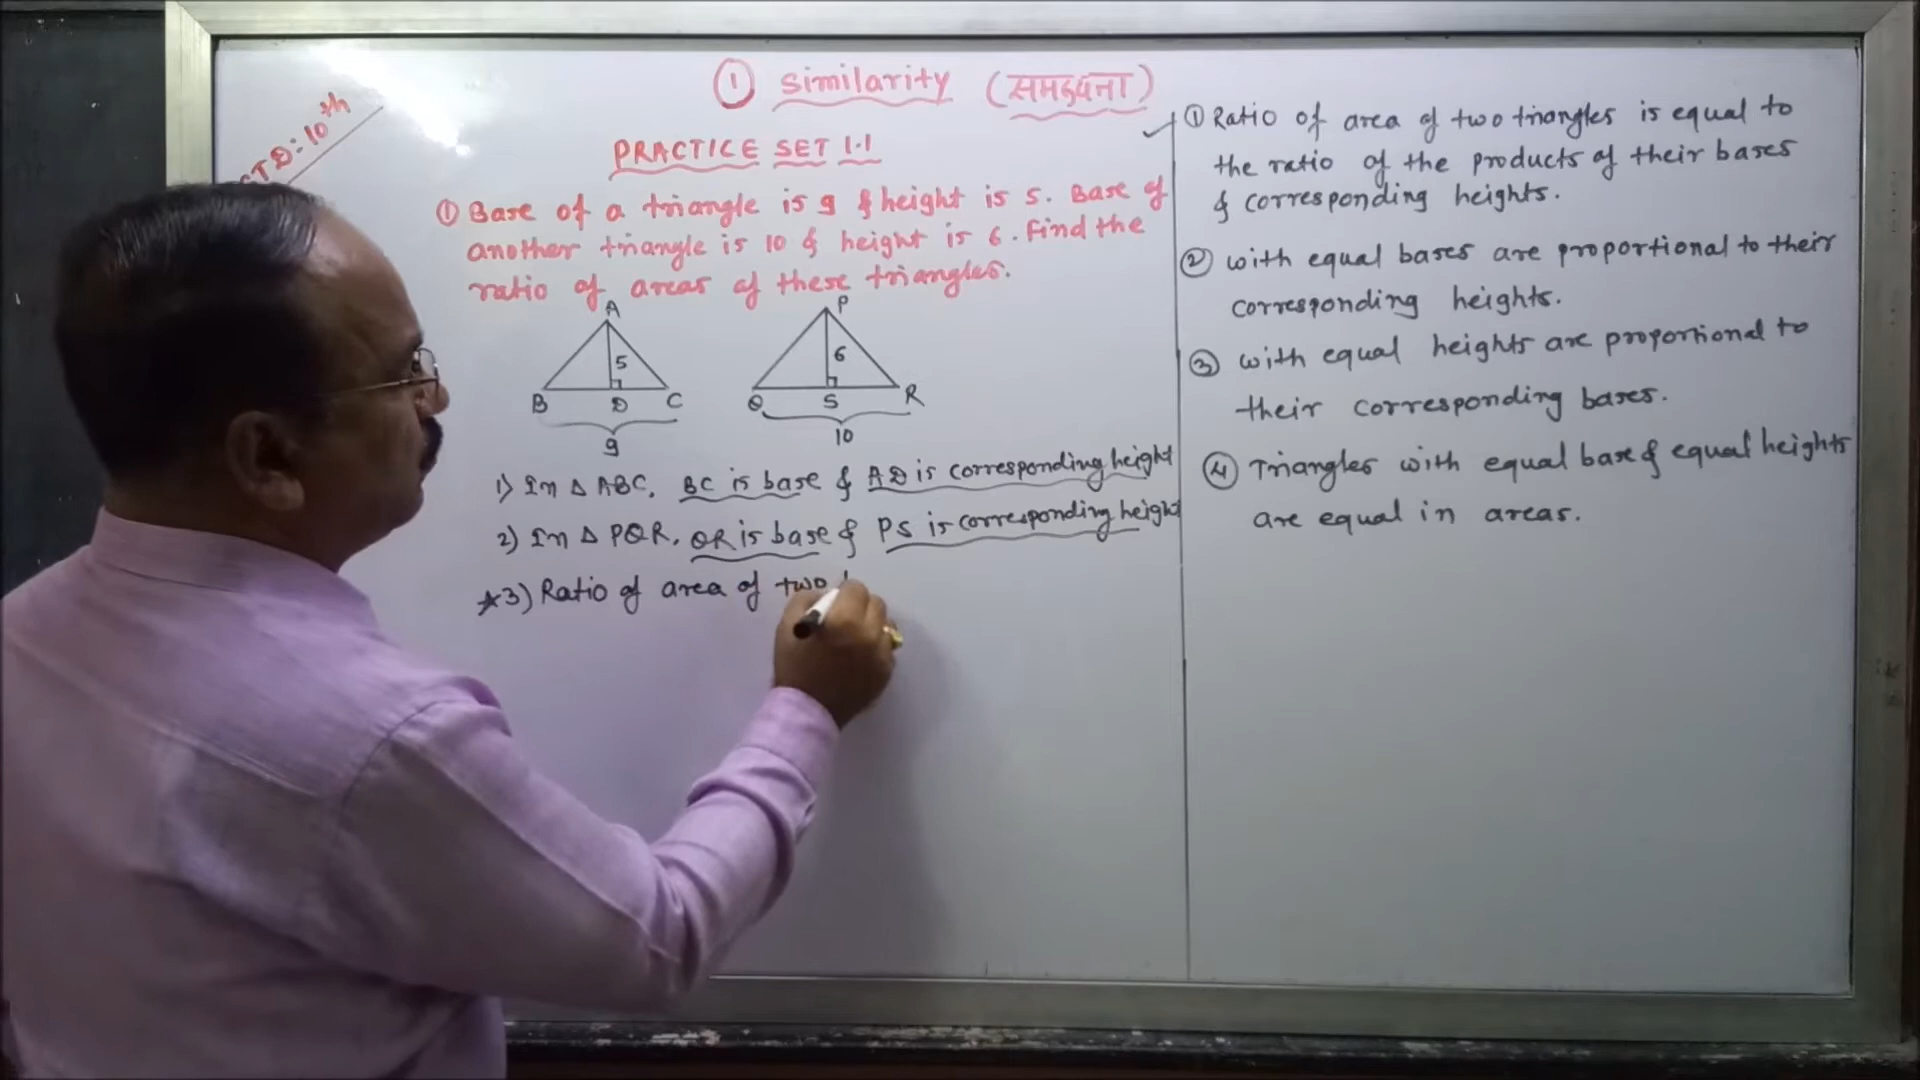 ① Similarity (समरूपता)
STD: 10th
PRACTICE SET 1.1
① Base of a triangle is 9 & height is 5. Base of
another triangle is 10 & height is 6. Find the
ratio of areas of these triangles.
A
5
B D C
9
P
6
Q S R
10
1) In △ ABC, BC is base & AD is corresponding height
2) In △ PQR, QR is base & PS is corresponding height
*3) Ratio of area of two
① Ratio of area of two triangles is equal to
the ratio of the products of their bases
& corresponding heights.
② with equal bases are proportional to their
corresponding heights.
③ with equal heights are proportional to
their corresponding bases.
④ Triangles with equal base & equal heights
are equal in areas.